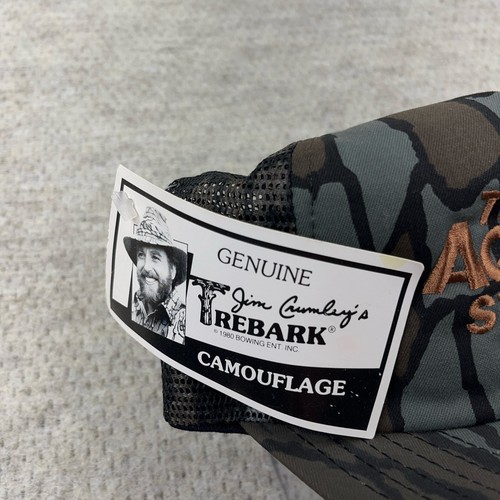 GENUINE
Jim Crumley's
TREBARK®
© 1980 BOWING ENT. INC.
CAMOUFLAGE